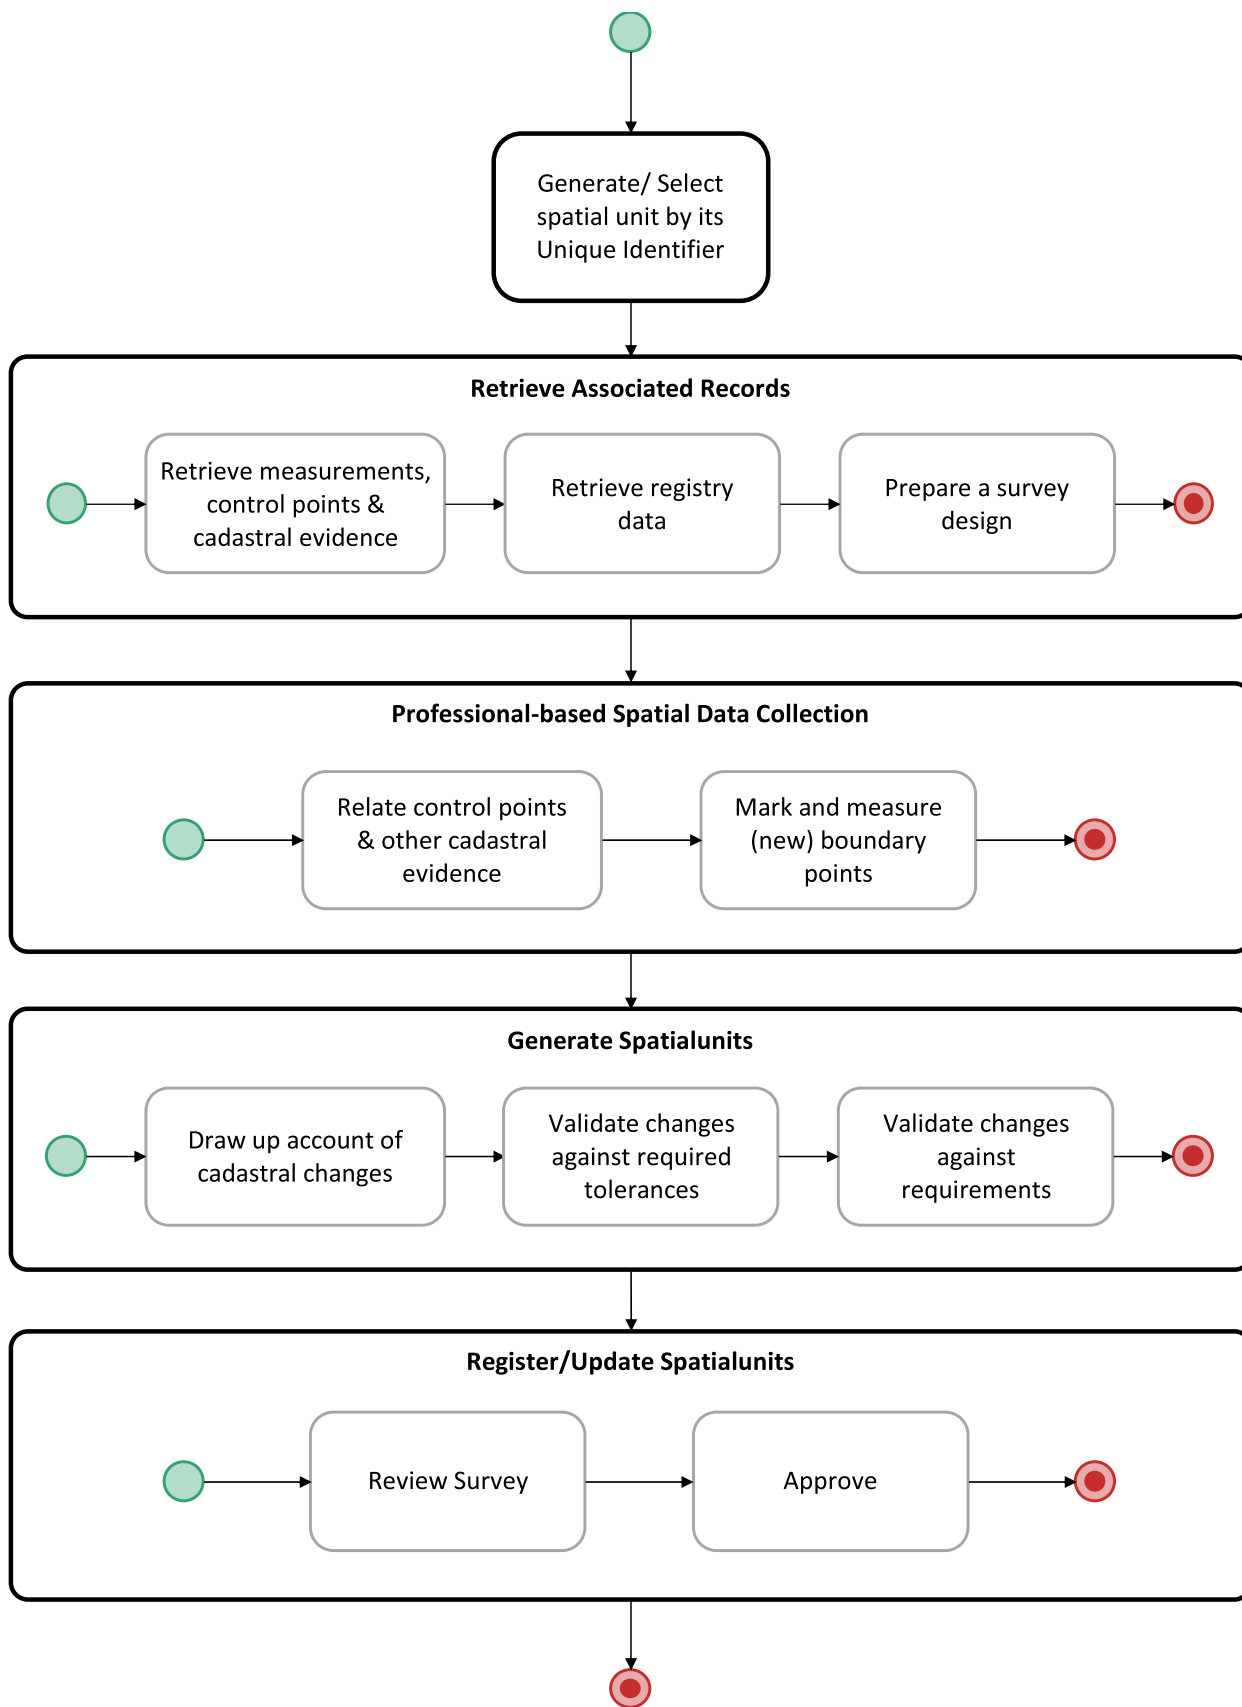 Generate/ Select
spatial unit by its
Unique Identifier
Retrieve Associated Records
Retrieve measurements,
control points &
cadastral evidence
Retrieve registry
data
Prepare a survey
design
Professional-based Spatial Data Collection
Relate control points
& other cadastral
evidence
Mark and measure
(new) boundary
points
Generate Spatialunits
Draw up account of
cadastral changes
Validate changes
against required
tolerances
Validate changes
against
requirements
Register/Update Spatialunits
Review Survey
Approve